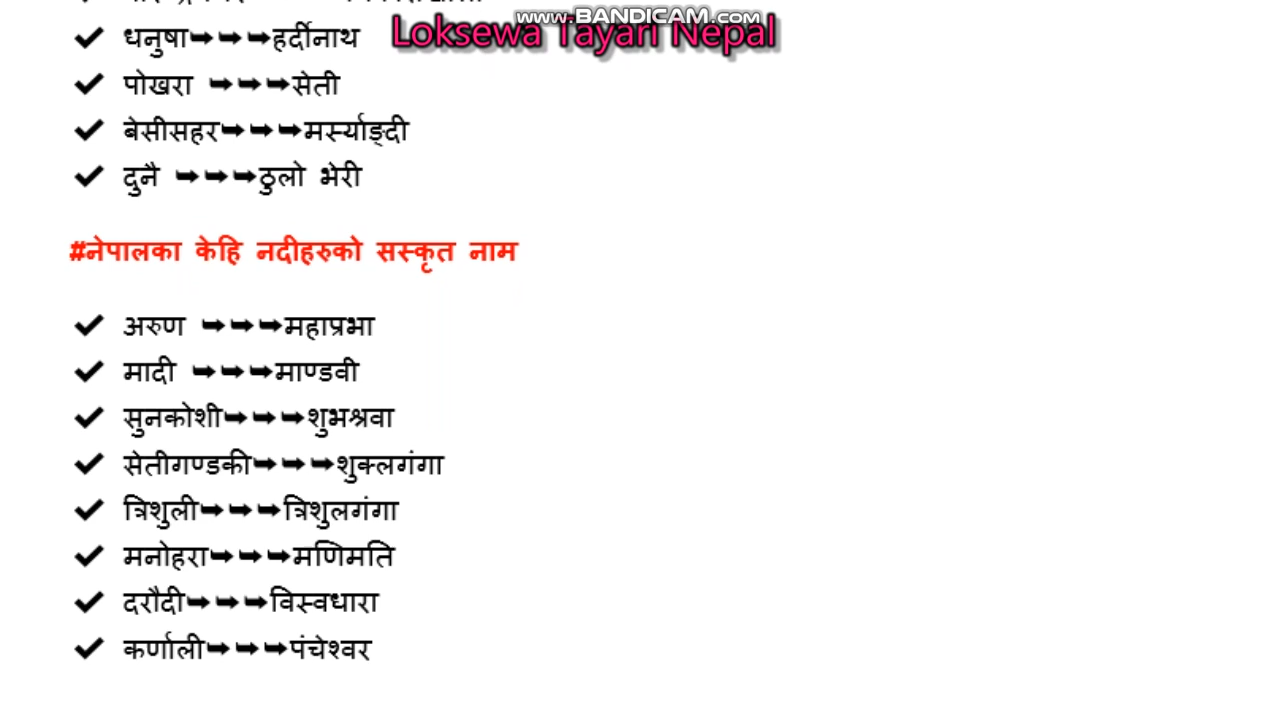 www.BANDICAM.com
Loksewa Tayari Nepal
✔ धनुषा➥➥➥हर्दीनाथ
✔ पोखरा ➥➥➥सेती
✔ बेसीसहर➥➥➥मर्स्याङ्दी
✔ दुनै ➥➥➥ठुलो भेरी
#नेपालका केहि नदीहरुको सस्कृत नाम
✔ अरुण ➥➥➥महाप्रभा
✔ मादी ➥➥➥माण्डवी
✔ सुनकोशी➥➥➥शुभश्रवा
✔ सेतीगण्डकी➥➥➥शुक्लगंगा
✔ त्रिशुली➥➥➥त्रिशुलगंगा
✔ मनोहरा➥➥➥मणिमति
✔ दरौदी➥➥➥विस्वधारा
✔ कर्णाली➥➥➥पंचेश्वर